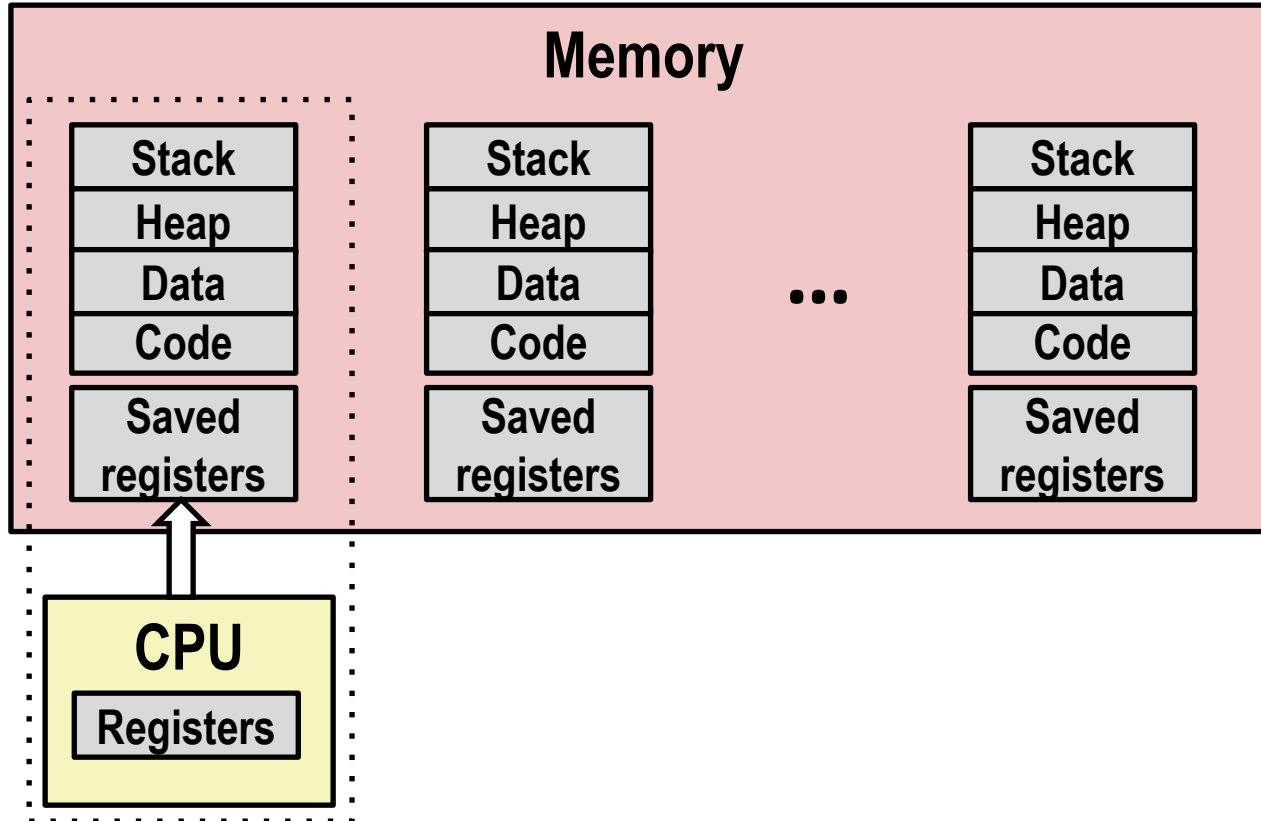 Memory
Stack
Heap
Data
Code
Saved
registers
Stack
Heap
Data
Code
Saved
registers
...
Stack
Heap
Data
Code
Saved
registers
CPU
Registers